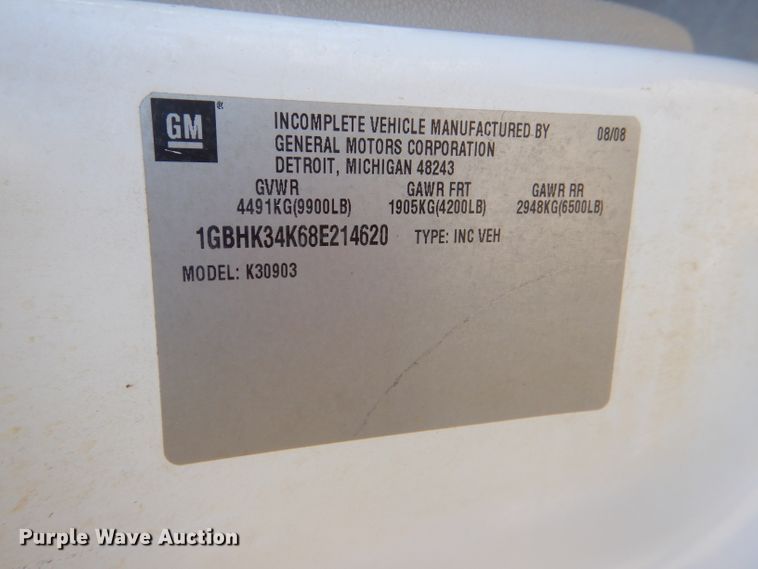 GM ®
INCOMPLETE VEHICLE MANUFACTURED BY 08/08
GENERAL MOTORS CORPORATION
DETROIT, MICHIGAN 48243
GVWR GAWR FRT GAWR RR
4491KG(9900LB) 1905KG(4200LB) 2948KG(6500LB)
1GBHK34K68E214620 TYPE: INC VEH
MODEL: K30903
Purple Wave Auction